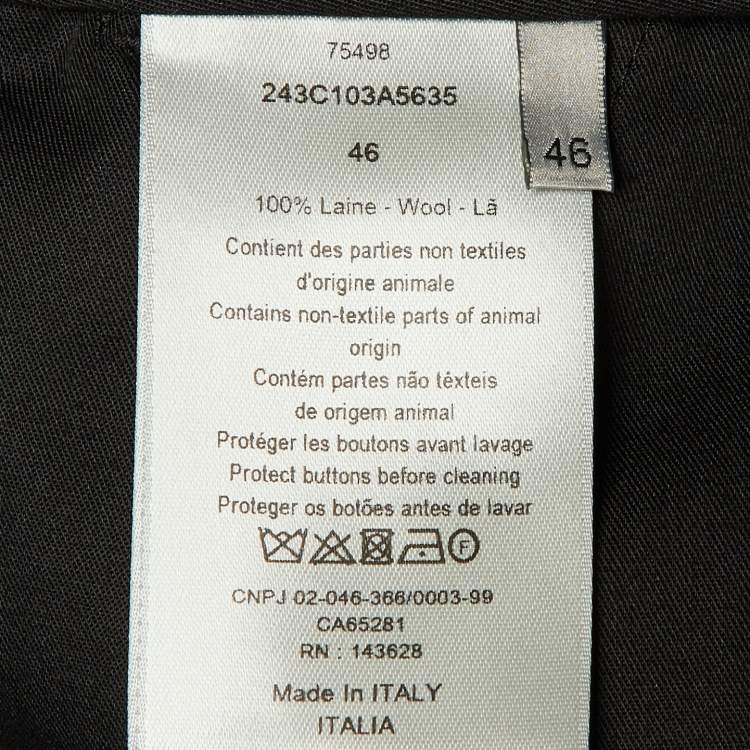 75498
243C103A5635
46
46
100% Laine - Wool - Lã
Contient des parties non textiles
d'origine animale
Contains non-textile parts of animal
origin
Contém partes não têxteis
de origem animal
Protéger les boutons avant lavage
Protect buttons before cleaning
Proteger os botões antes de lavar
F
CNPJ 02-046-366/0003-99
CA65281
RN : 143628
Made In ITALY
ITALIA